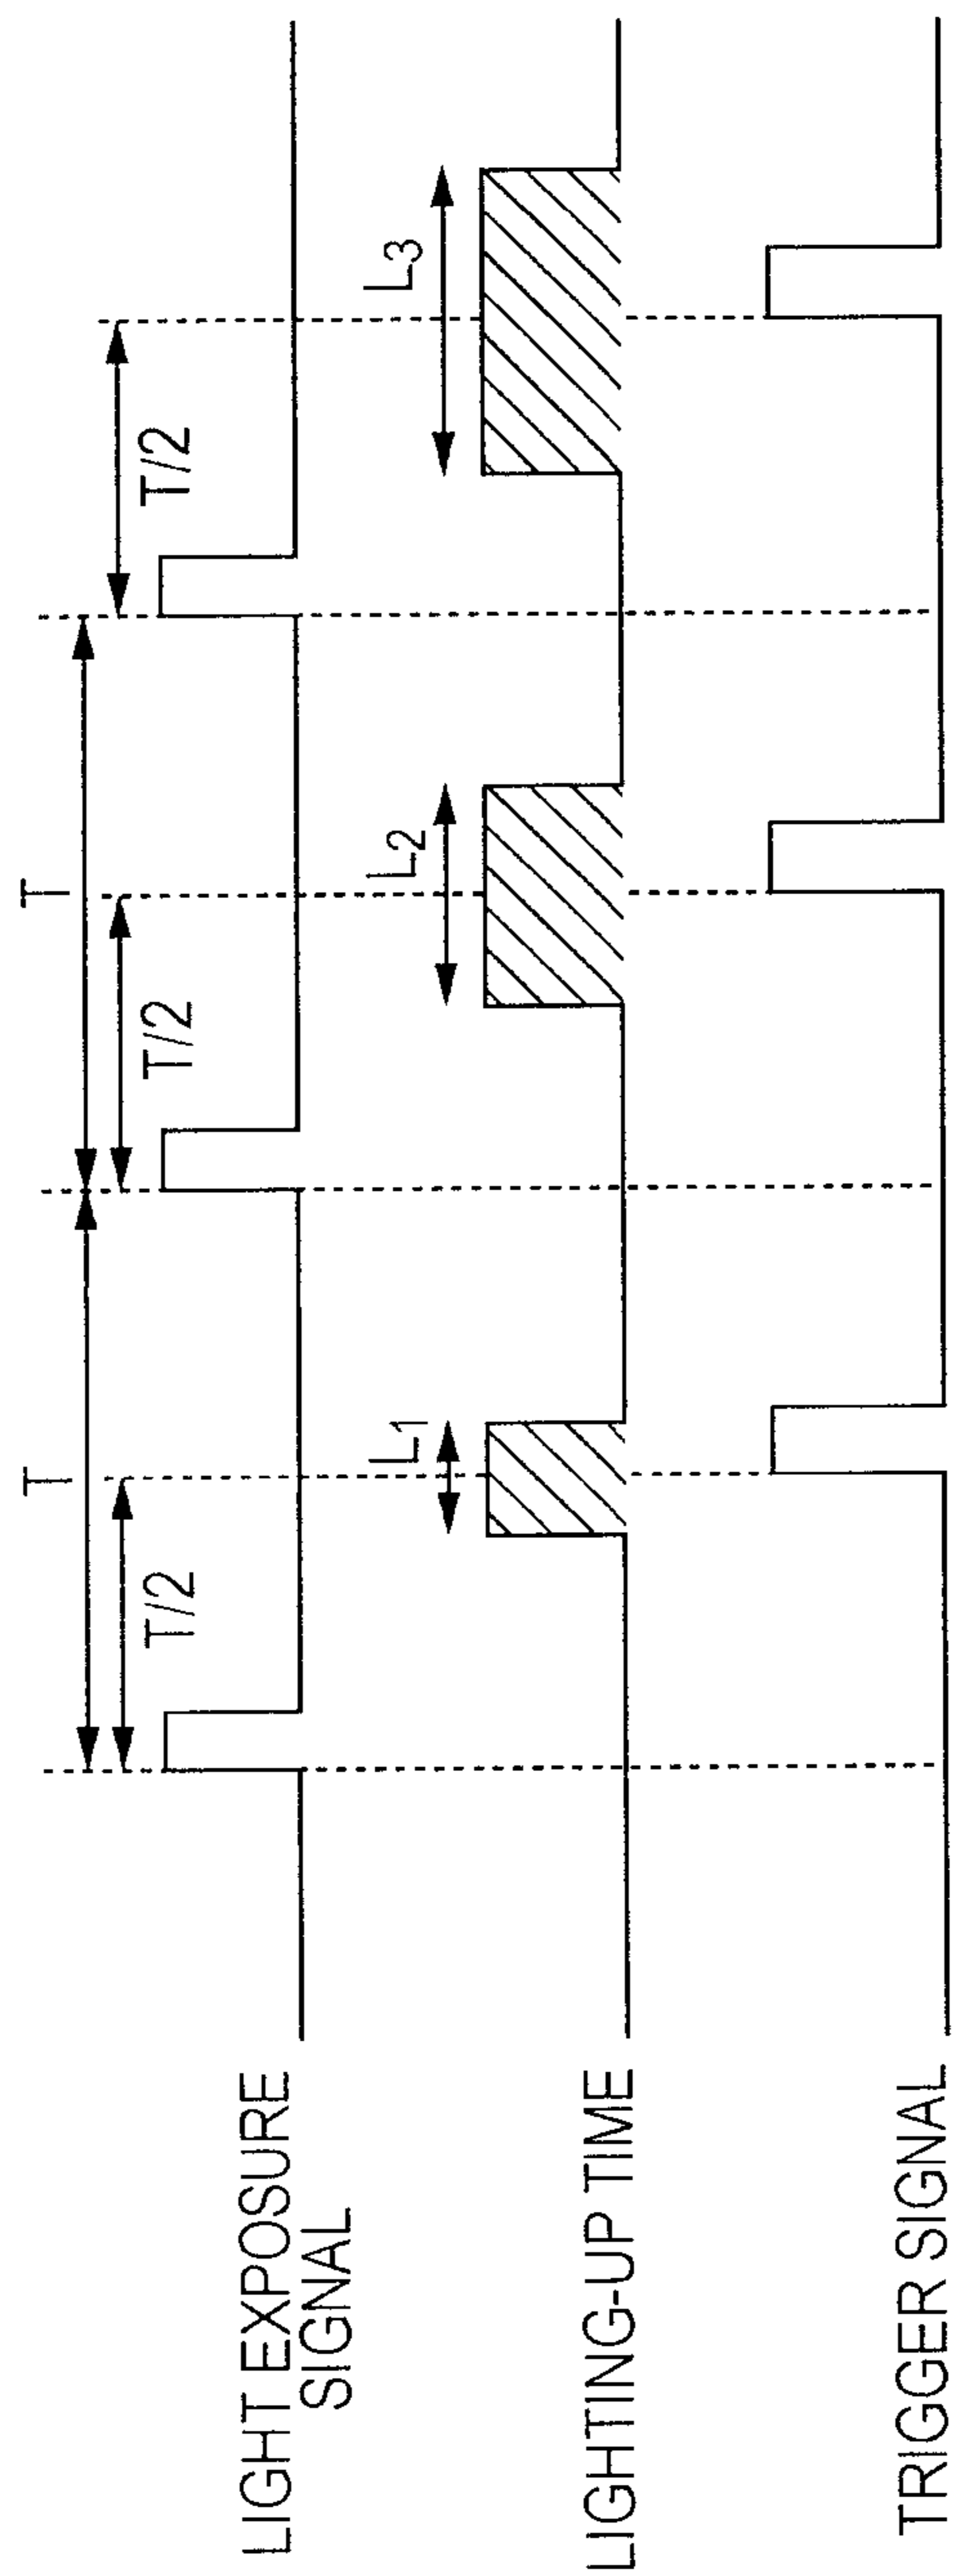 T
T
T/2
T/2
T/2
LIGHT EXPOSURE
SIGNAL
L1
L2
L3
LIGHTING-UP TIME
TRIGGER SIGNAL